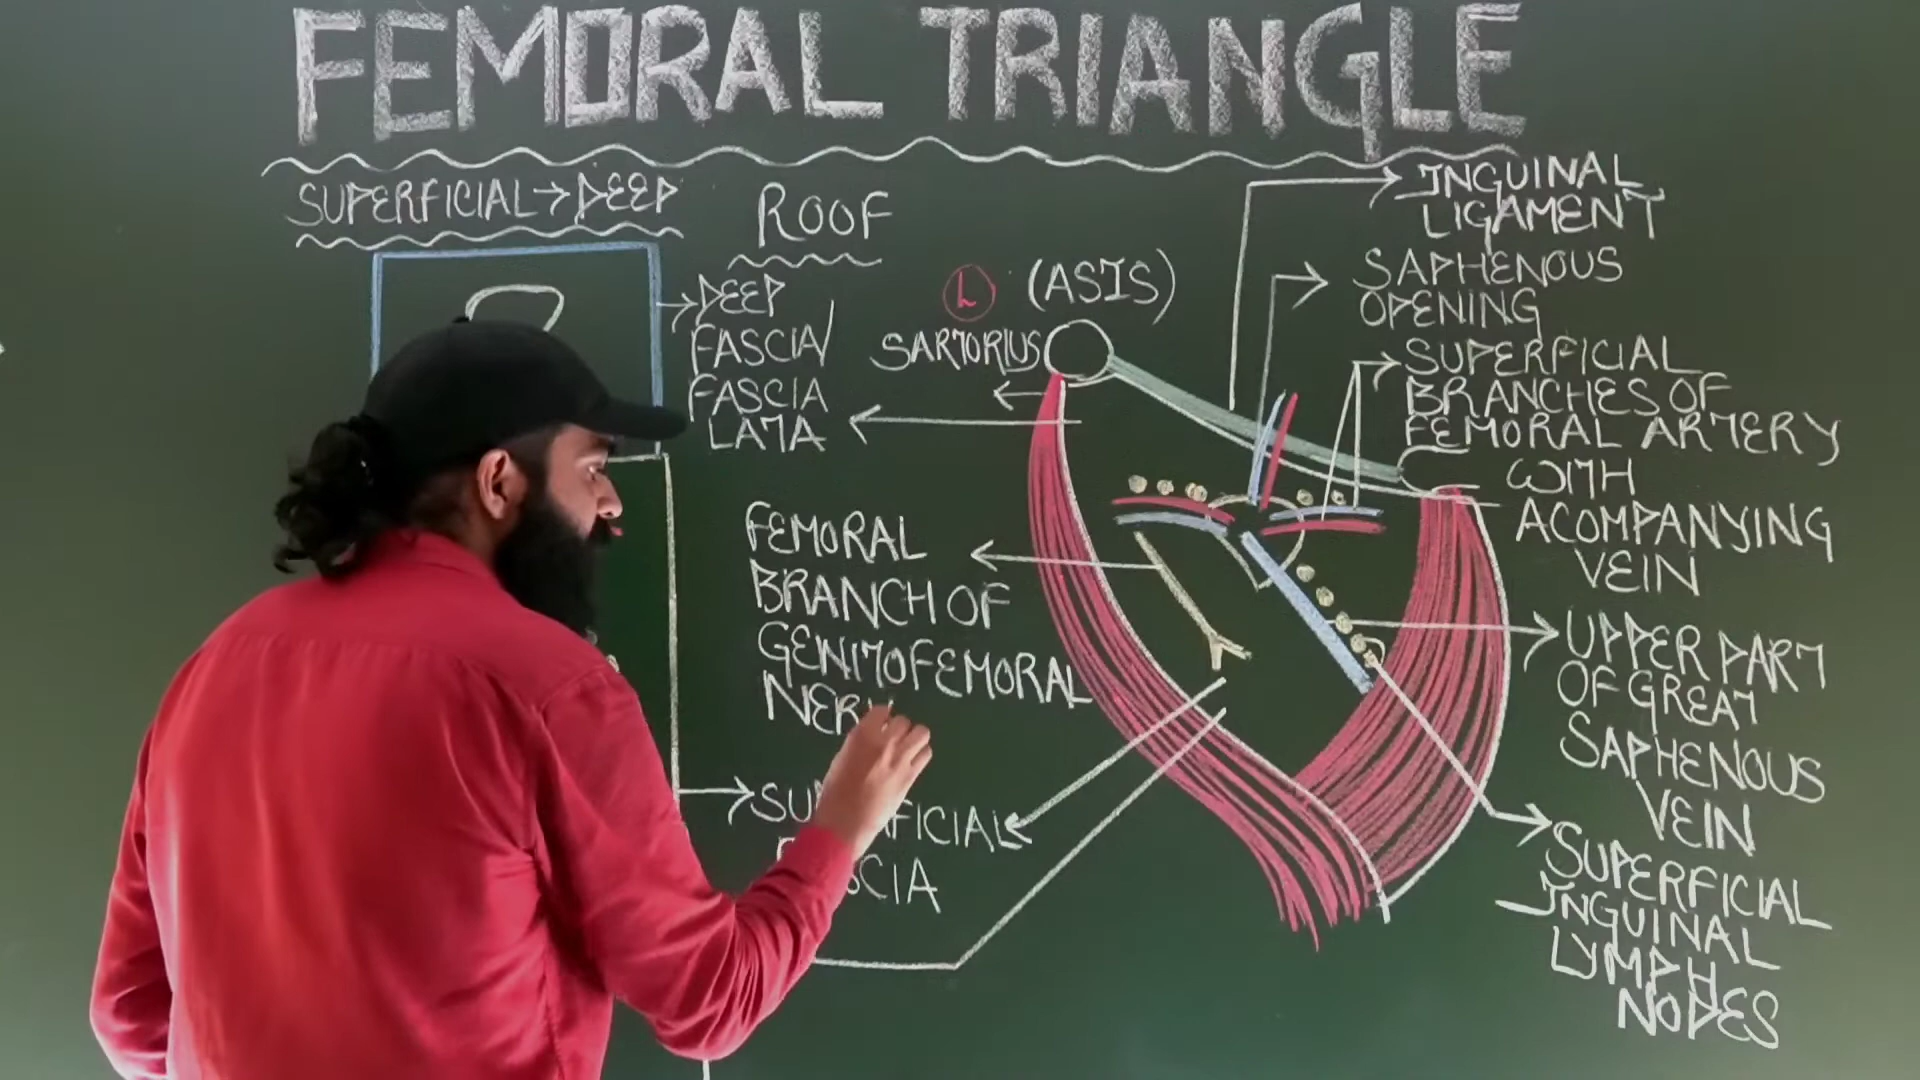 FEMORAL TRIANGLE
SUPERFICIAL→DEEP
ROOF
→DEEP
FASCIA/
FASCIA
LATA
L
(ASIS)
SARTORIUS
FEMORAL
BRANCH OF
GENITOFEMORAL
INGUINAL
LIGAMENT
SAPHENOUS
OPENING
SUPERFICIAL
BRANCHES OF
FEMORAL ARTERY
WITH
ACOMPANYING
VEIN
UPPER PART
OF GREAT
SAPHENOUS
VEIN
SUPERFICIAL
INGUINAL
LYMPH
NODES